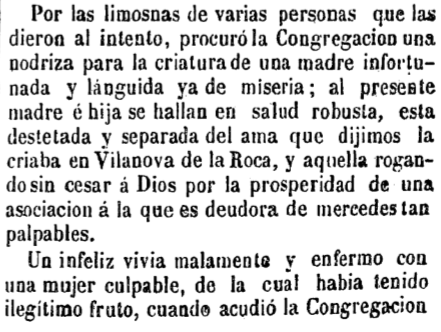 Por las limosnas de varias personas que las
dieron al intento, procuró la Congregacion una
nodriza para la criatura de una madre infortu-
nada y lánguida ya de miseria; al presente
madre é hija se hallan en salud robusta, esta
destetada y separada del ama que dijimos la
criaba en Vilanova de la Roca, y aquella rogan-
do sin cesar á Dios por la prosperidad de una
asociacion á la que es deudora de mercedes tan
palpables.
Un infeliz vivia malamente y enfermo con
una mujer culpable, de la cual habia tenido
ilegítimo fruto, cuando acudió la Congregacion